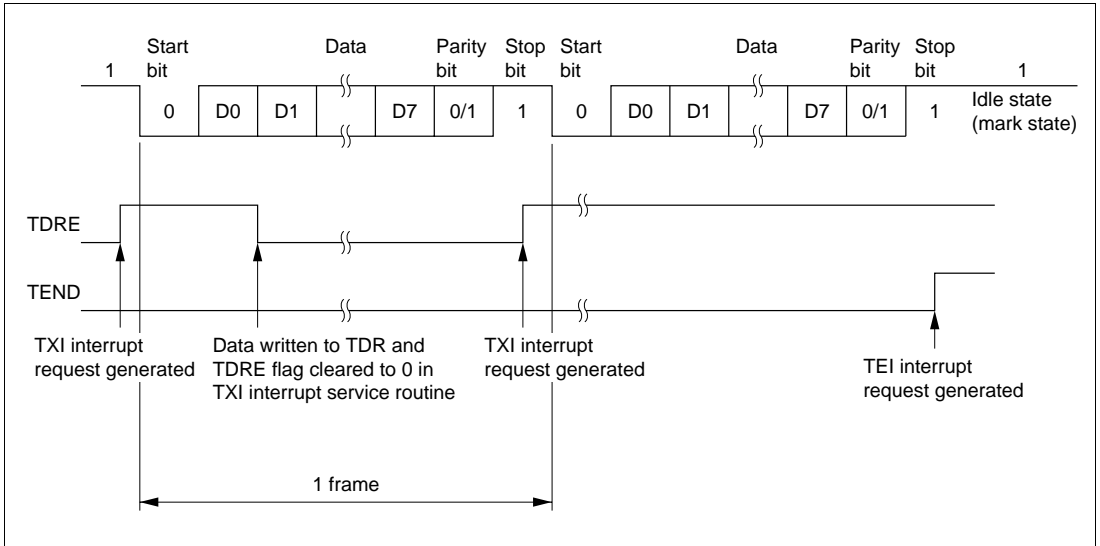 Start bit Data Parity bit Stop bit Start bit Data Parity bit Stop bit
1 1
0 D0 D1 D7 0/1 1 0 D0 D1 D7 0/1 1 Idle state (mark state)
TDRE
TEND
TXI interrupt
request generated
Data written to TDR and
TDRE flag cleared to 0 in
TXI interrupt service routine
TXI interrupt
request generated
TEI interrupt
request generated
1 frame